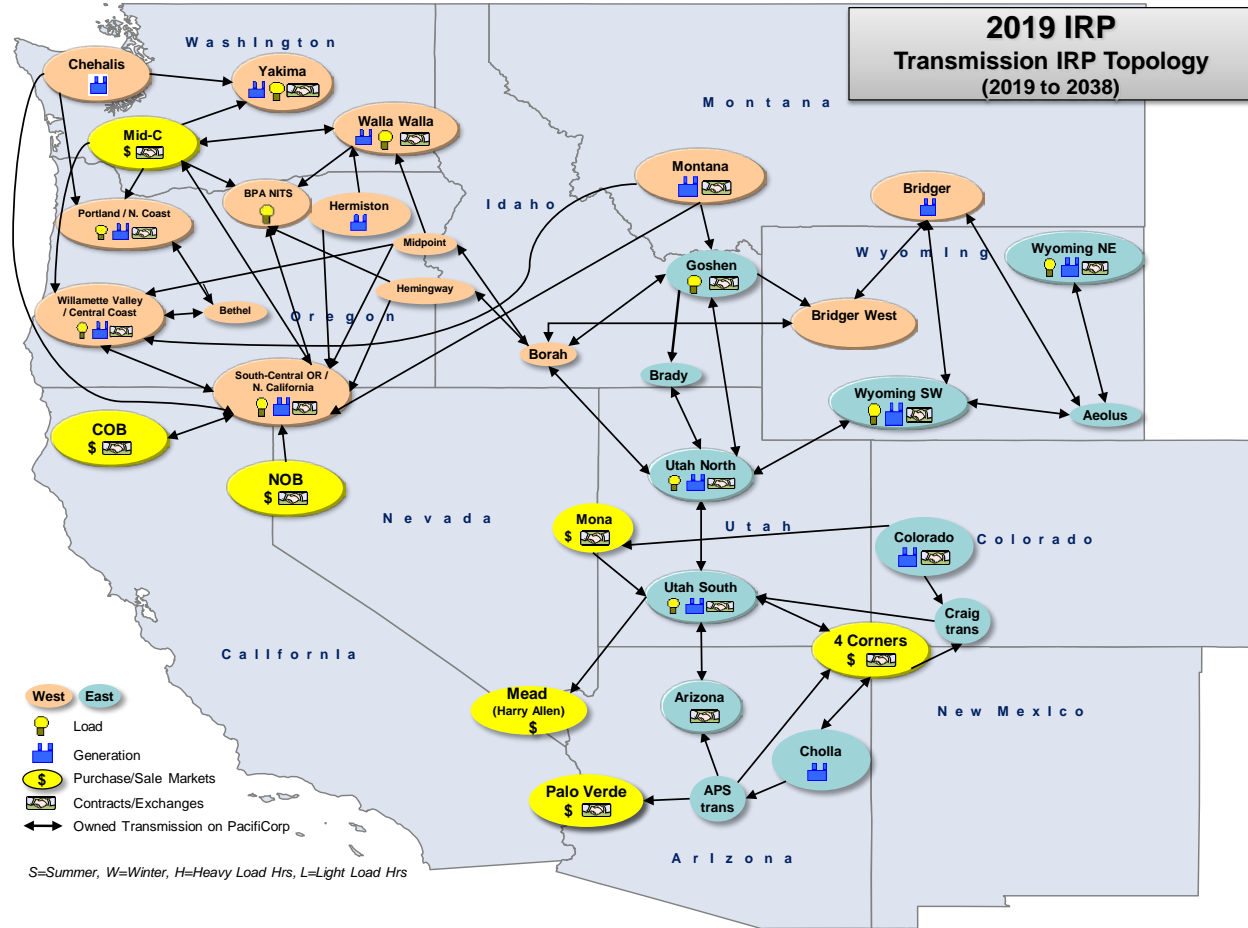 2019 IRP
Transmission IRP Topology
(2019 to 2038)
WashIngton
Chehalis
Yakima
Montana
Mid-C
$
Walla Walla
Montana
Bridger
BPA NITS
Hermiston
Idaho
Portland / N. Coast
Midpoint
WyomIng
Wyoming NE
Goshen
Hemingway
Willamette Valley
/ Central Coast
Bethel
Oregon
Bridger West
Borah
South-Central OR /
N. California
Brady
Wyoming SW
Aeolus
COB
$
NOB
$
Utah North
Nevada
Mona
$
Utah
Colorado
Colorado
Utah South
Craig
trans
4 Corners
$
CalIfornIa
Mead
(Harry Allen)
$
Arizona
New MexIco
Cholla
Palo Verde
$
APS
trans
ArIzona
West
East
Load
Generation
$
Purchase/Sale Markets
Contracts/Exchanges
Owned Transmission on PacifiCorp
S=Summer, W=Winter, H=Heavy Load Hrs, L=Light Load Hrs